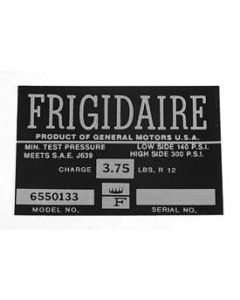 FRIGIDAIRE
PRODUCT OF GENERAL MOTORS U.S.A.
MIN. TEST PRESSURE LOW SIDE 140 P.S.I.
MEETS S.A.E. J639 HIGH SIDE 300 P.S.I.
CHARGE 3.75 LBS. R 12
6550133 F
MODEL NO. SERIAL NO.